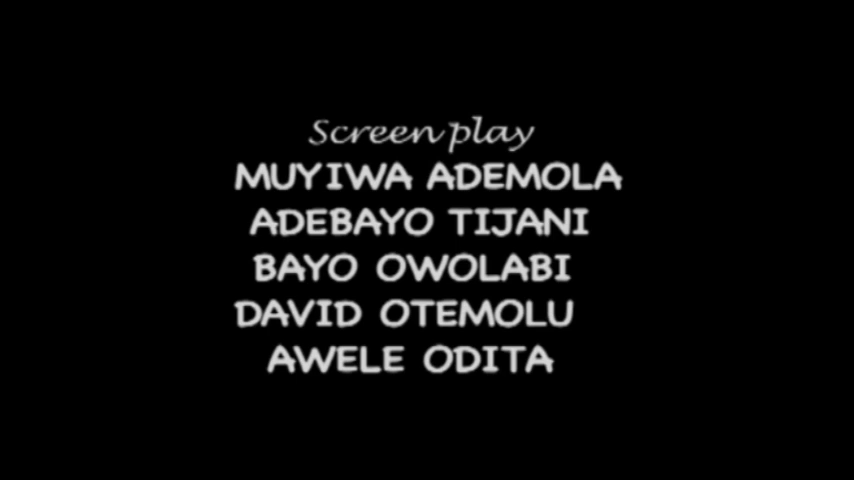 Screen play
MUYIWA ADEMOLA
ADEBAYO TIJANI
BAYO OWOLABI
DAVID OTEMOLU
AWELE ODITA